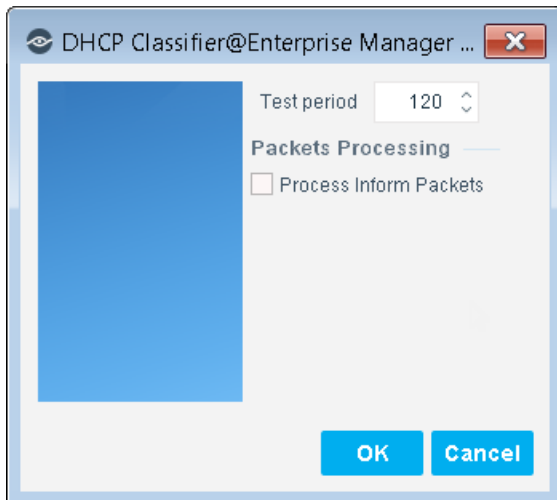 DHCP Classifier@Enterprise Manager ...
Test period 120
Packets Processing
Process Inform Packets
OK Cancel